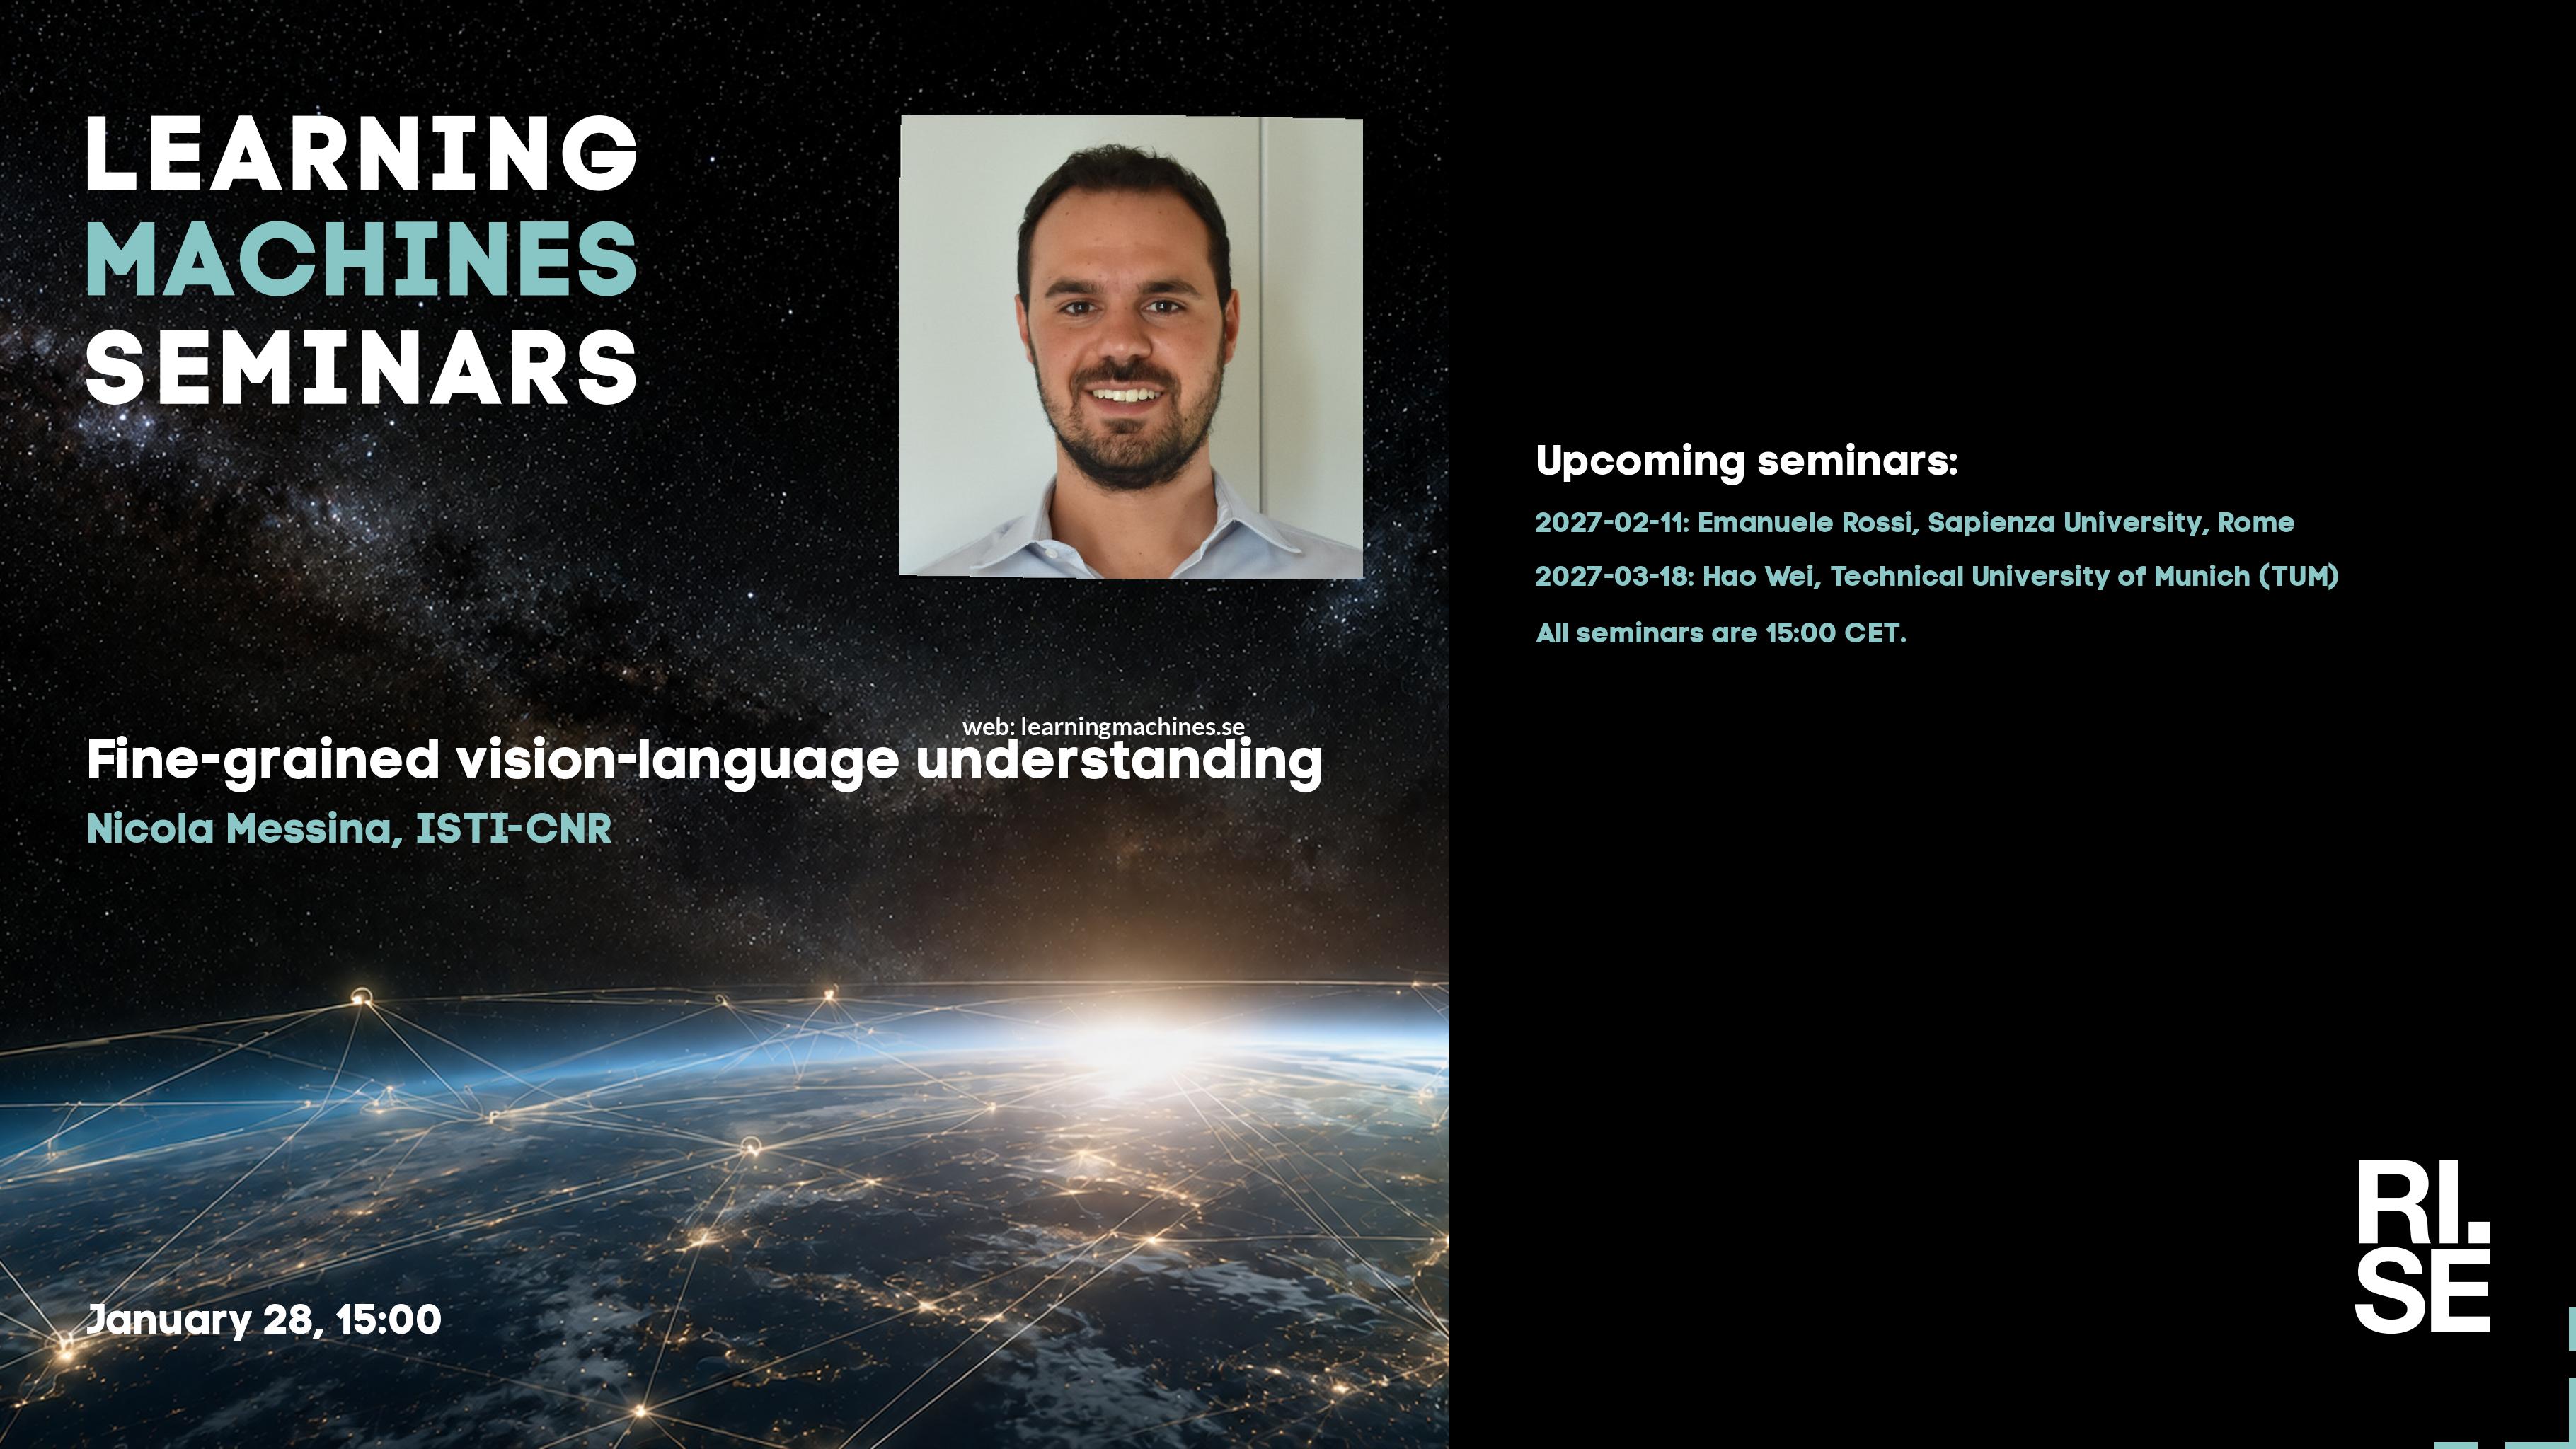 LEARNING
MACHINES
SEMINARS
web: learningmachines.se
Fine-grained vision-language understanding
Nicola Messina, ISTI-CNR
January 28, 15:00
Upcoming seminars:
2027-02-11: Emanuele Rossi, Sapienza University, Rome
2027-03-18: Hao Wei, Technical University of Munich (TUM)
All seminars are 15:00 CET.
RI.
SE